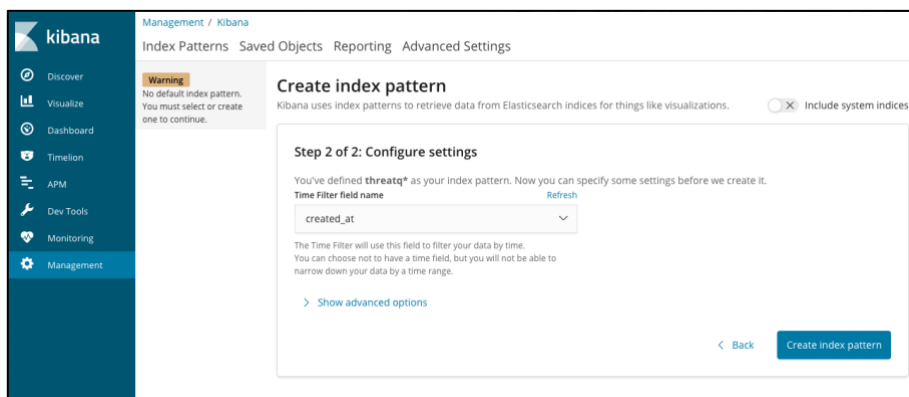 kibana
Discover
Visualize
Dashboard
Timelion
APM
Dev Tools
Monitoring
Management
Management / Kibana
Index Patterns Saved Objects Reporting Advanced Settings
Warning
No default index pattern.
You must select or create
one to continue.
Create index pattern
Kibana uses index patterns to retrieve data from Elasticsearch indices for things like visualizations.
Include system indices
Step 2 of 2: Configure settings
You've defined threatq* as your index pattern. Now you can specify some settings before we create it.
Time Filter field name Refresh
created_at
The Time Filter will use this field to filter your data by time.
You can choose not to have a time field, but you will not be able to
narrow down your data by a time range.
Show advanced options
Back
Create index pattern